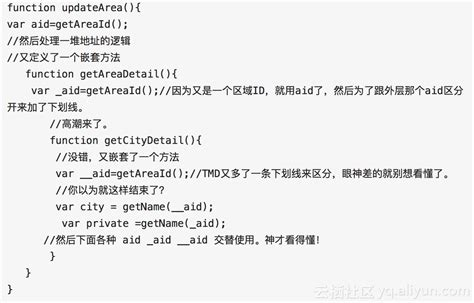 function updateArea(){
var aid=getAreaId();
//然后处理一堆地址的逻辑
//又定义了一个嵌套方法
function getAreaDetail(){
var _aid=getAreaId();//因为又是一个区域ID，就用aid了，然后为了跟外层那个aid区分
开来加了下划线。
//高潮来了。
function getCityDetail(){
//没错，又嵌套了一个方法
var __aid=getAreaId();//TMD又多了一条下划线来区分，眼神差的就别想看懂了。
//你以为就这样结束了？
var city = getName(__aid);
var private =getName(_aid);
//然后下面各种 aid _aid __aid 交替使用。神才看得懂！
}
}
}
云栖社区 yq.aliyun.com